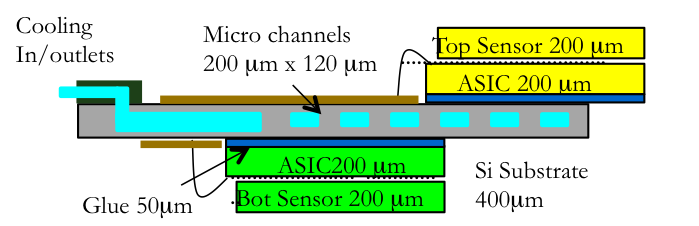 Cooling
In/outlets
Micro channels
200 μm x 120 μm
Top Sensor 200 μm
ASIC 200 μm
ASIC200 μm
Bot Sensor 200 μm
Glue 50μm
Si Substrate
400μm